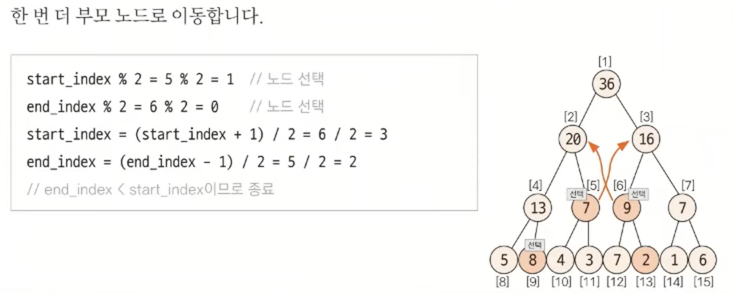 한 번 더 부모 노드로 이동합니다.
start_index % 2 = 5 % 2 = 1 // 노드 선택
end_index % 2 = 6 % 2 = 0 // 노드 선택
start_index = (start_index + 1) / 2 = 6 / 2 = 3
end_index = (end_index - 1) / 2 = 5 / 2 = 2
// end_index < start_index이므로 종료
[1]
36
[2] [3]
20 16
[4] 선택 [5] [6] 선택 [7]
13 7 9 7
선택
5 8 4 3 7 2 1 6
[8] [9] [10] [11] [12] [13] [14] [15]